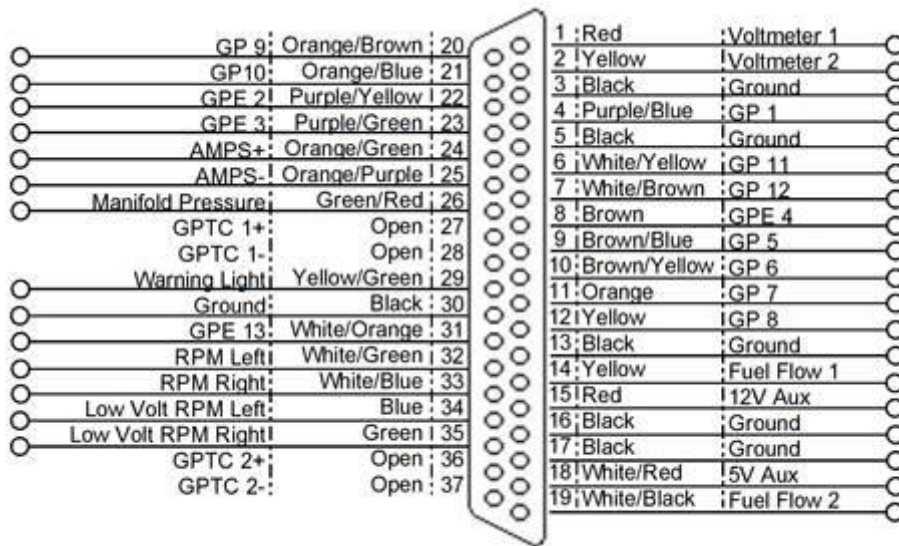 GP 9 Orange/Brown 20
GP10 Orange/Blue 21
GPE 2 Purple/Yellow 22
GPE 3 Purple/Green 23
AMPS+ Orange/Green 24
AMPS- Orange/Purple 25
Manifold Pressure Green/Red 26
GPTC 1+ Open 27
GPTC 1- Open 28
Warning Light Yellow/Green 29
Ground Black 30
GPE 13 White/Orange 31
RPM Left White/Green 32
RPM Right White/Blue 33
Low Volt RPM Left Blue 34
Low Volt RPM Right Green 35
GPTC 2+ Open 36
GPTC 2- Open 37
1 Red Voltmeter 1
2 Yellow Voltmeter 2
3 Black Ground
4 Purple/Blue GP 1
5 Black Ground
6 White/Yellow GP 11
7 White/Brown GP 12
8 Brown GPE 4
9 Brown/Blue GP 5
10 Brown/Yellow GP 6
11 Orange GP 7
12 Yellow GP 8
13 Black Ground
14 Yellow Fuel Flow 1
15 Red 12V Aux
16 Black Ground
17 Black Ground
18 White/Red 5V Aux
19 White/Black Fuel Flow 2